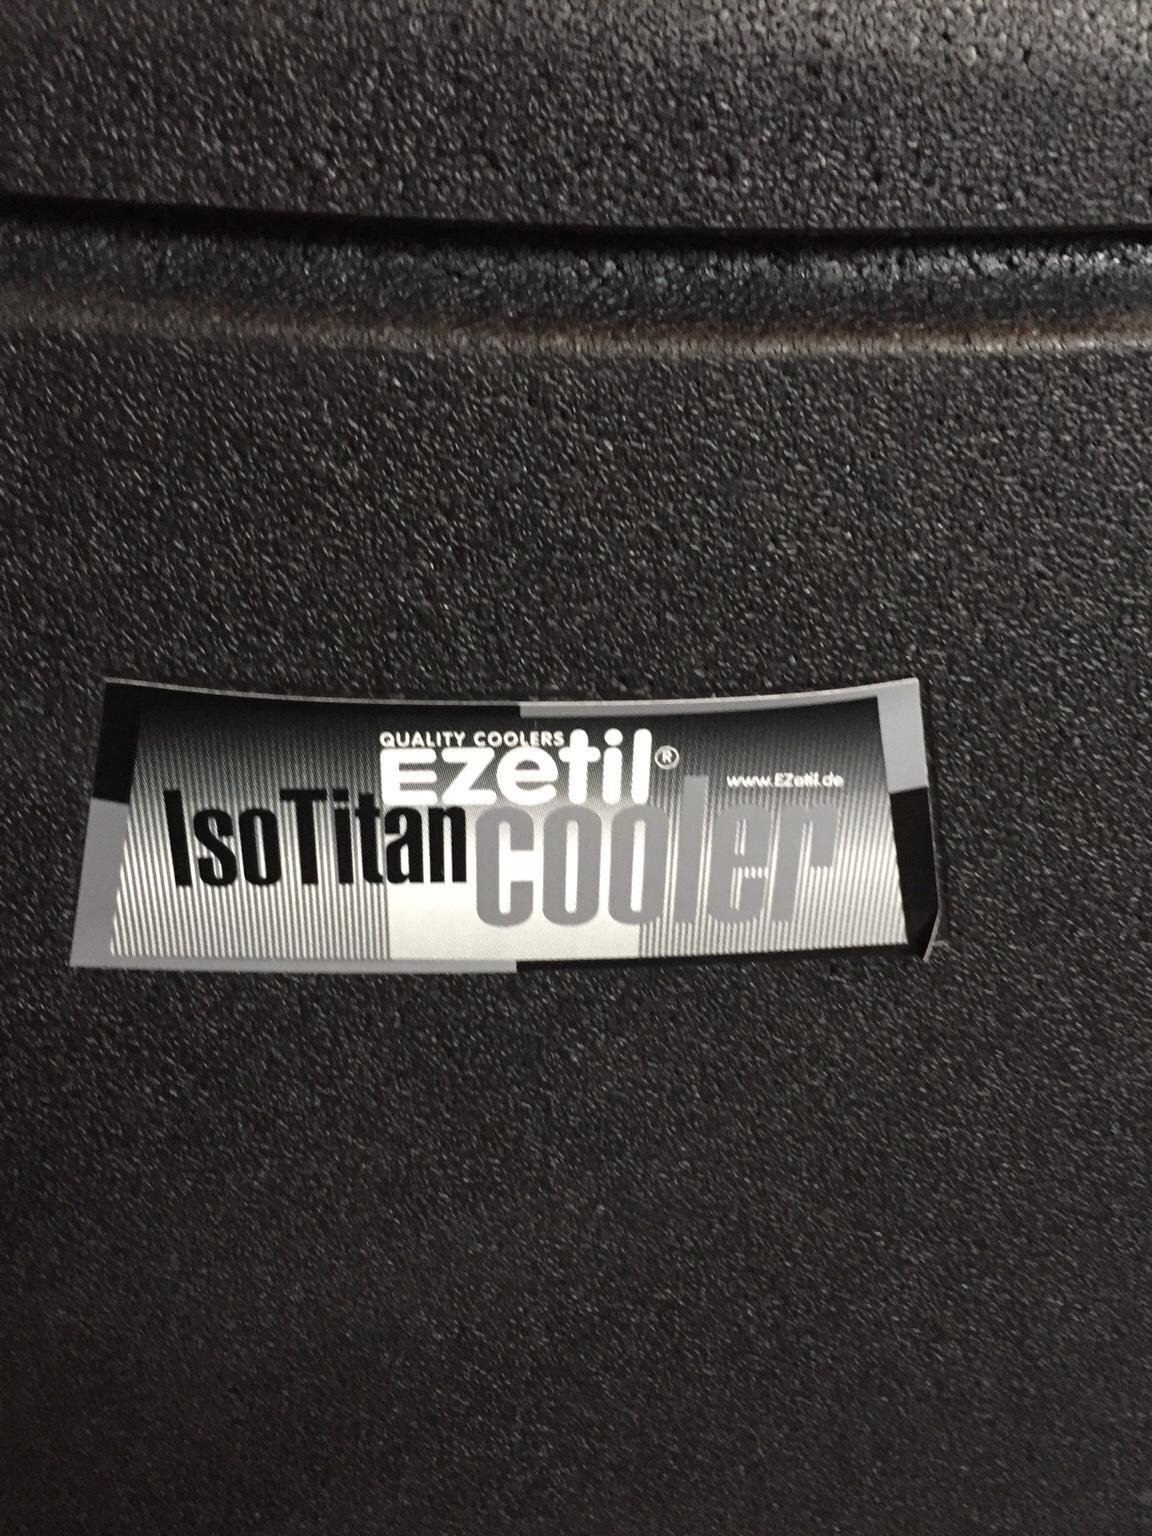 QUALITY COOLERS
EZetil®
www.EZetil.de
IsoTitan
cooler